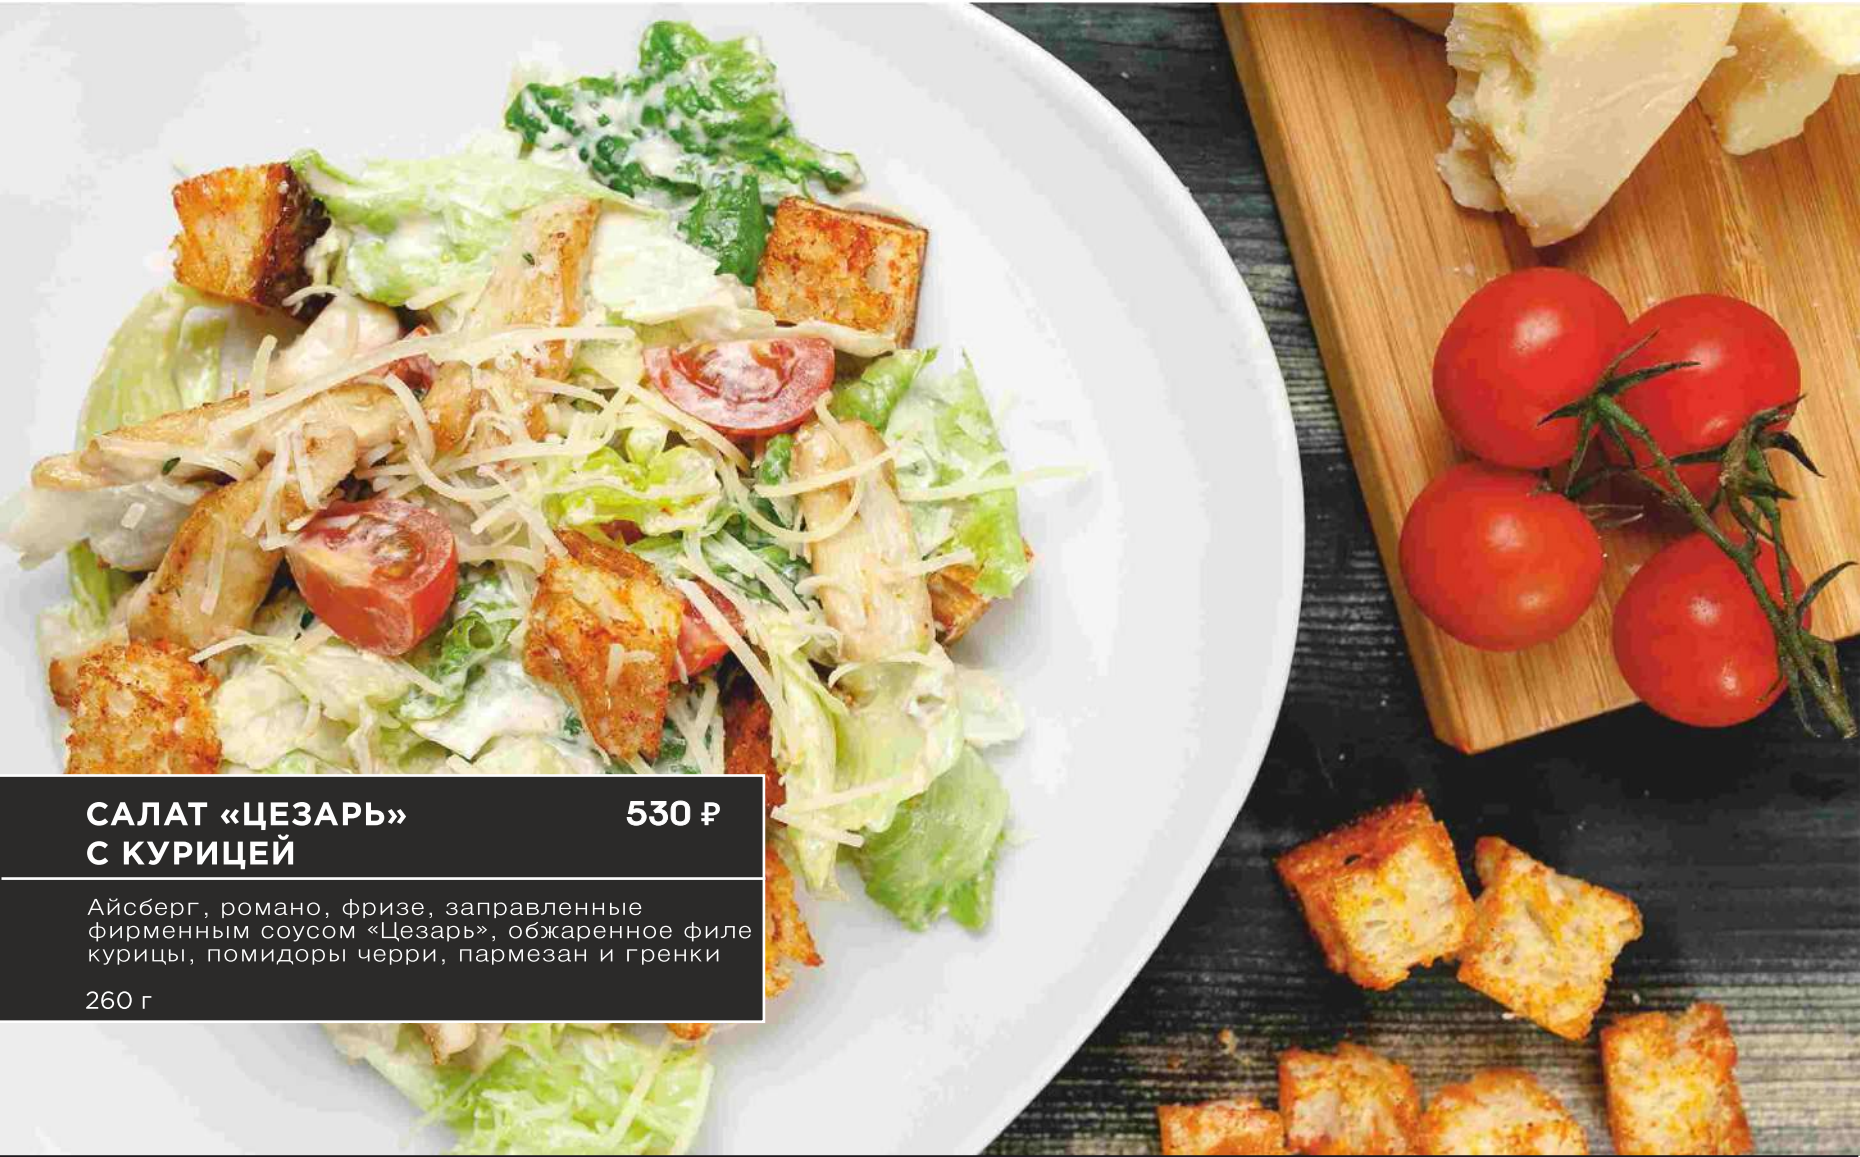 САЛАТ «ЦЕЗАРЬ» 530 ₽
С КУРИЦЕЙ
Айсберг, романо, фризе, заправленные
фирменным соусом «Цезарь», обжаренное филе
курицы, помидоры черри, пармезан и гренки
260 г